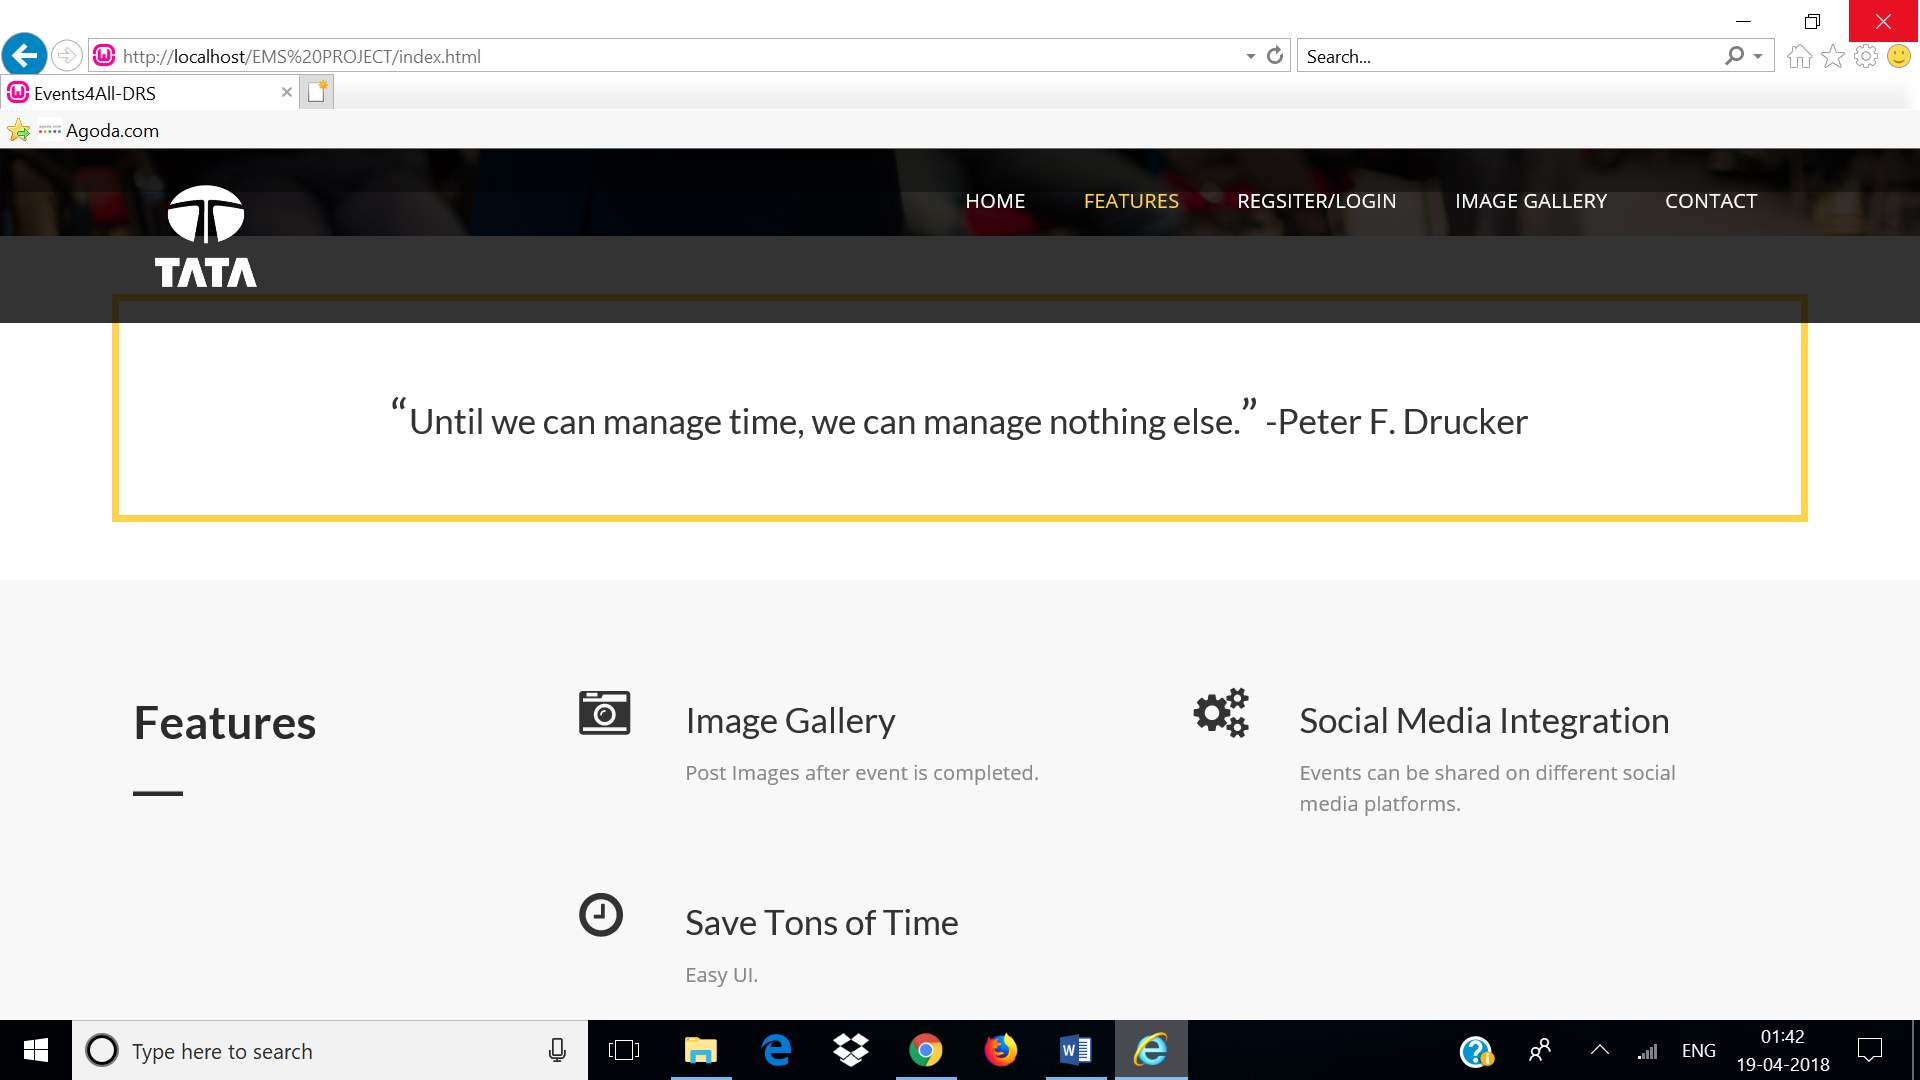 http://localhost/EMS%20PROJECT/index.html
Search...
Events4All-DRS
Agoda.com
TATA
HOME FEATURES REGSITER/LOGIN IMAGE GALLERY CONTACT
“Until we can manage time, we can manage nothing else.” -Peter F. Drucker
Features
Image Gallery
Post Images after event is completed.
Social Media Integration
Events can be shared on different social
media platforms.
Save Tons of Time
Easy UI.
Type here to search
ENG
01:42
19-04-2018